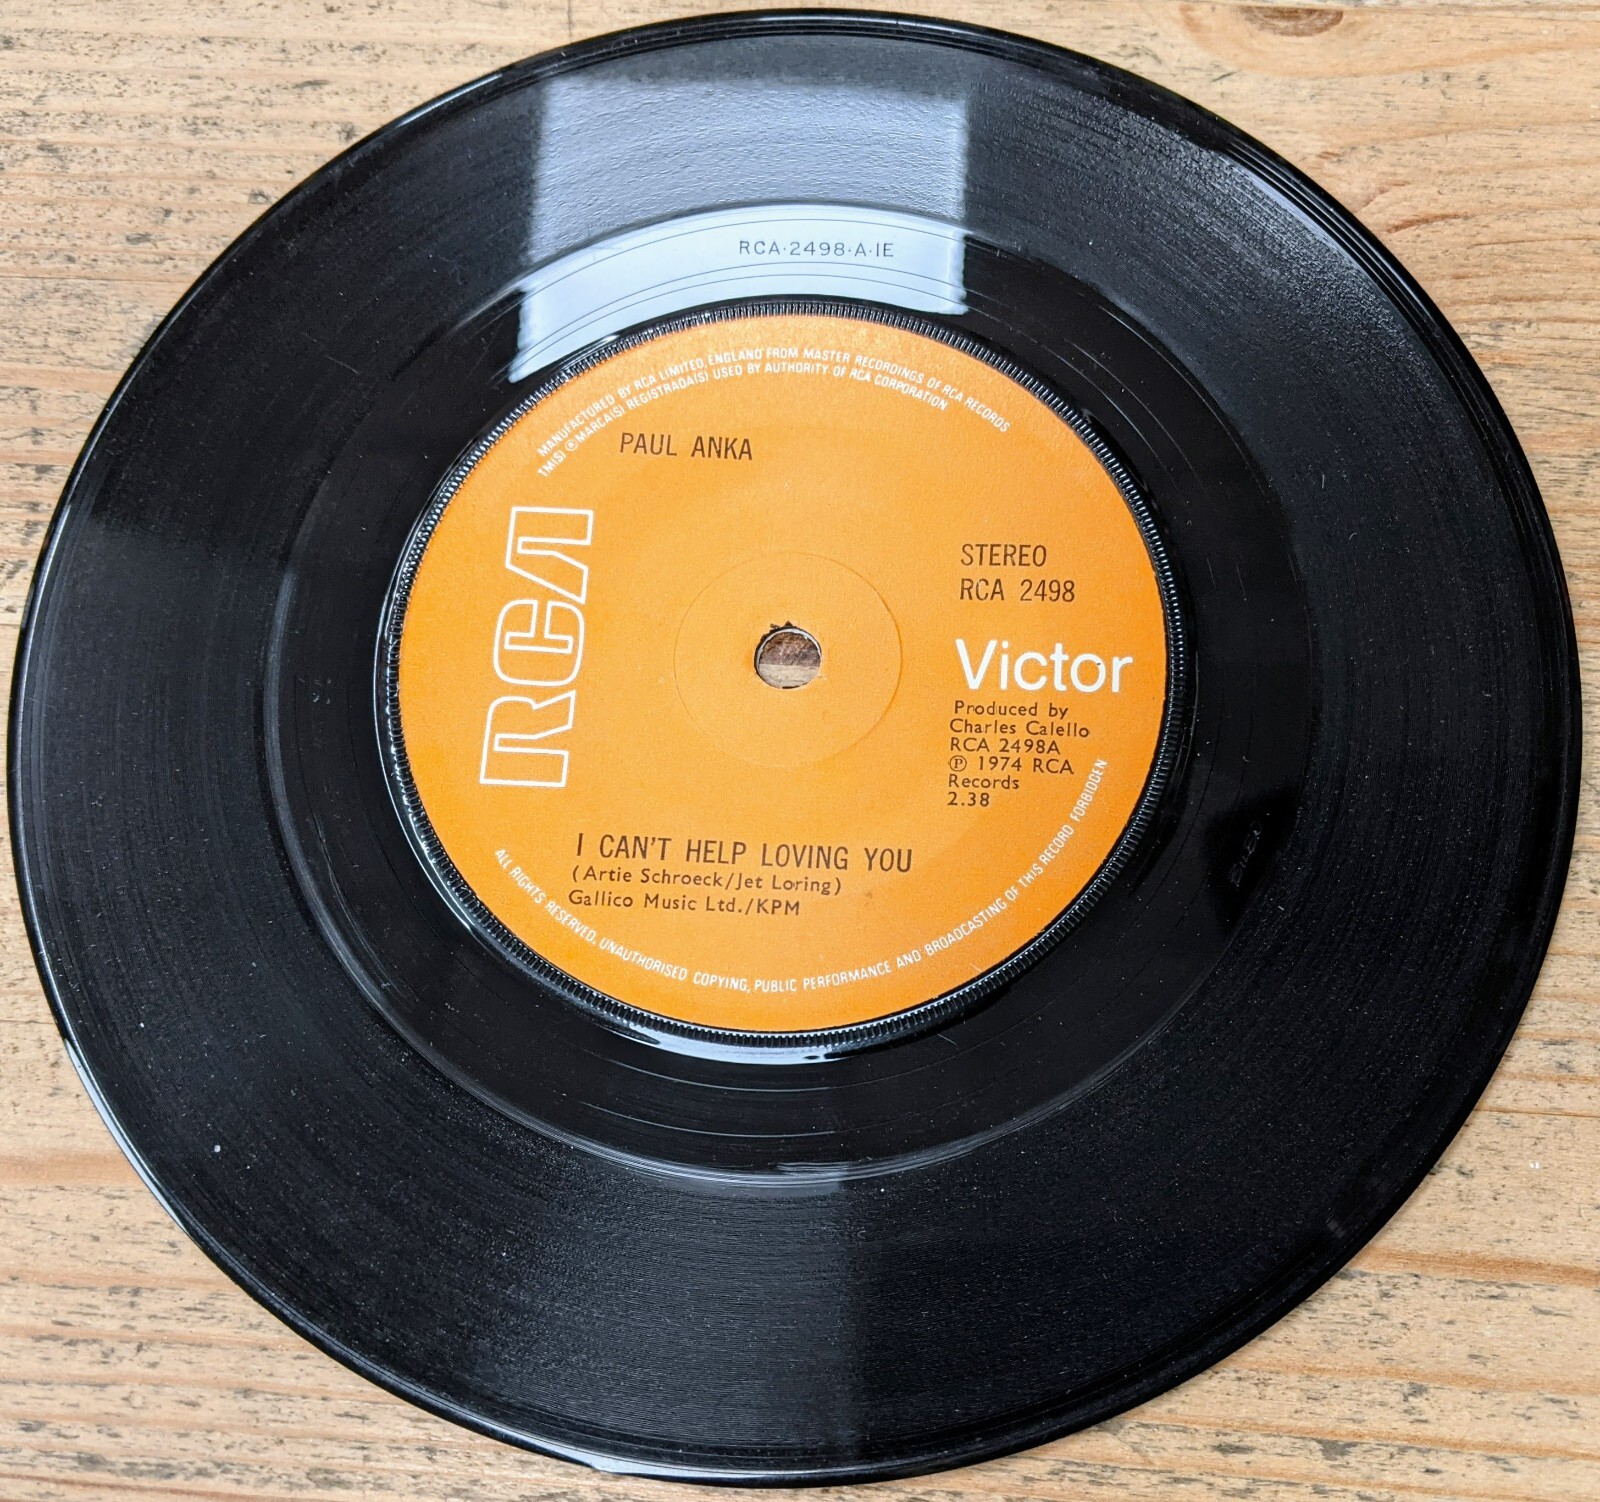 RCA·2498·A·1E
MANUFACTURED BY RCA LIMITED, ENGLAND FROM MASTER RECORDINGS OF RCA RECORDS
TM(S) ® MARCA(S) REGISTRADA(S) USED BY AUTHORITY OF RCA CORPORATION
PAUL ANKA
RCA
STEREO
RCA 2498
Victor
Produced by
Charles Calello
RCA 2498A
℗ 1974 RCA
Records
2.38
I CAN'T HELP LOVING YOU
(Artie Schroeck/Jet Loring)
Gallico Music Ltd./KPM
ALL RIGHTS RESERVED, UNAUTHORISED COPYING, PUBLIC PERFORMANCE AND BROADCASTING OF THIS RECORD FORBIDDEN